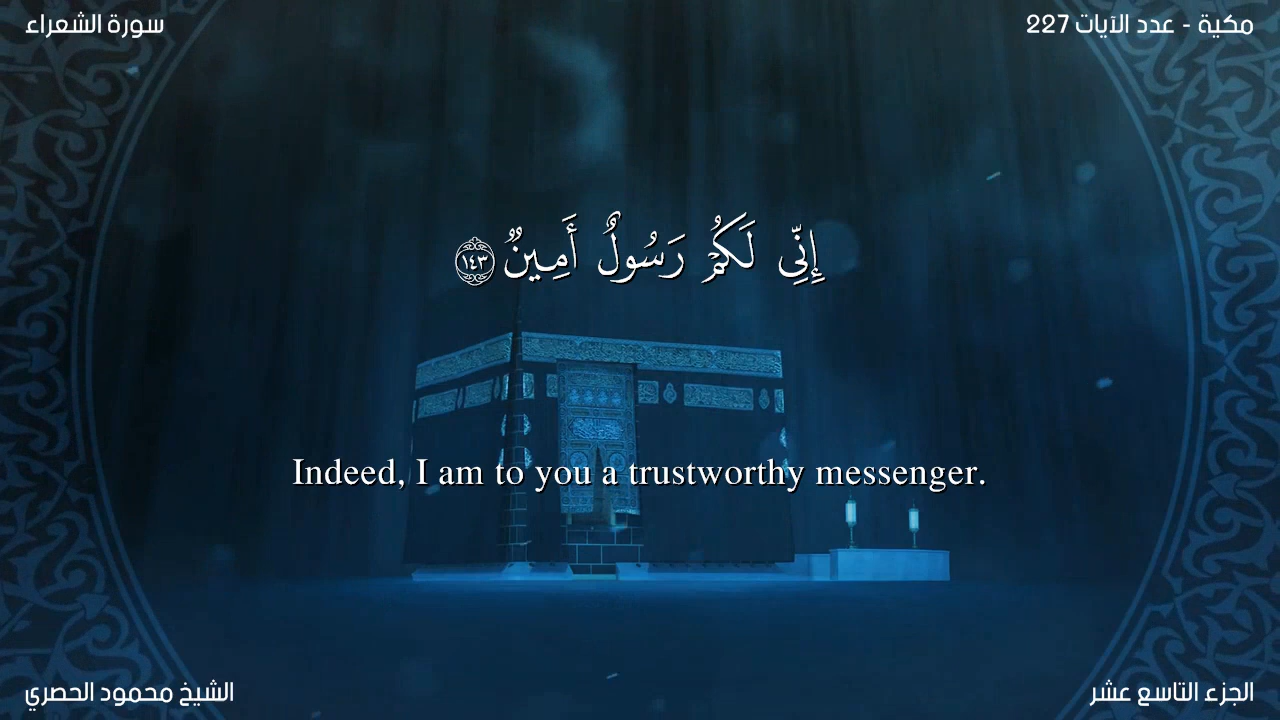 سورة الشعراء
مكية - عدد الآيات 227
إِنِّى لَكُمْ رَسُولٌ أَمِينٌ ١٤٣
Indeed, I am to you a trustworthy messenger.
الشيخ محمود الحصري
الجزء التاسع عشر